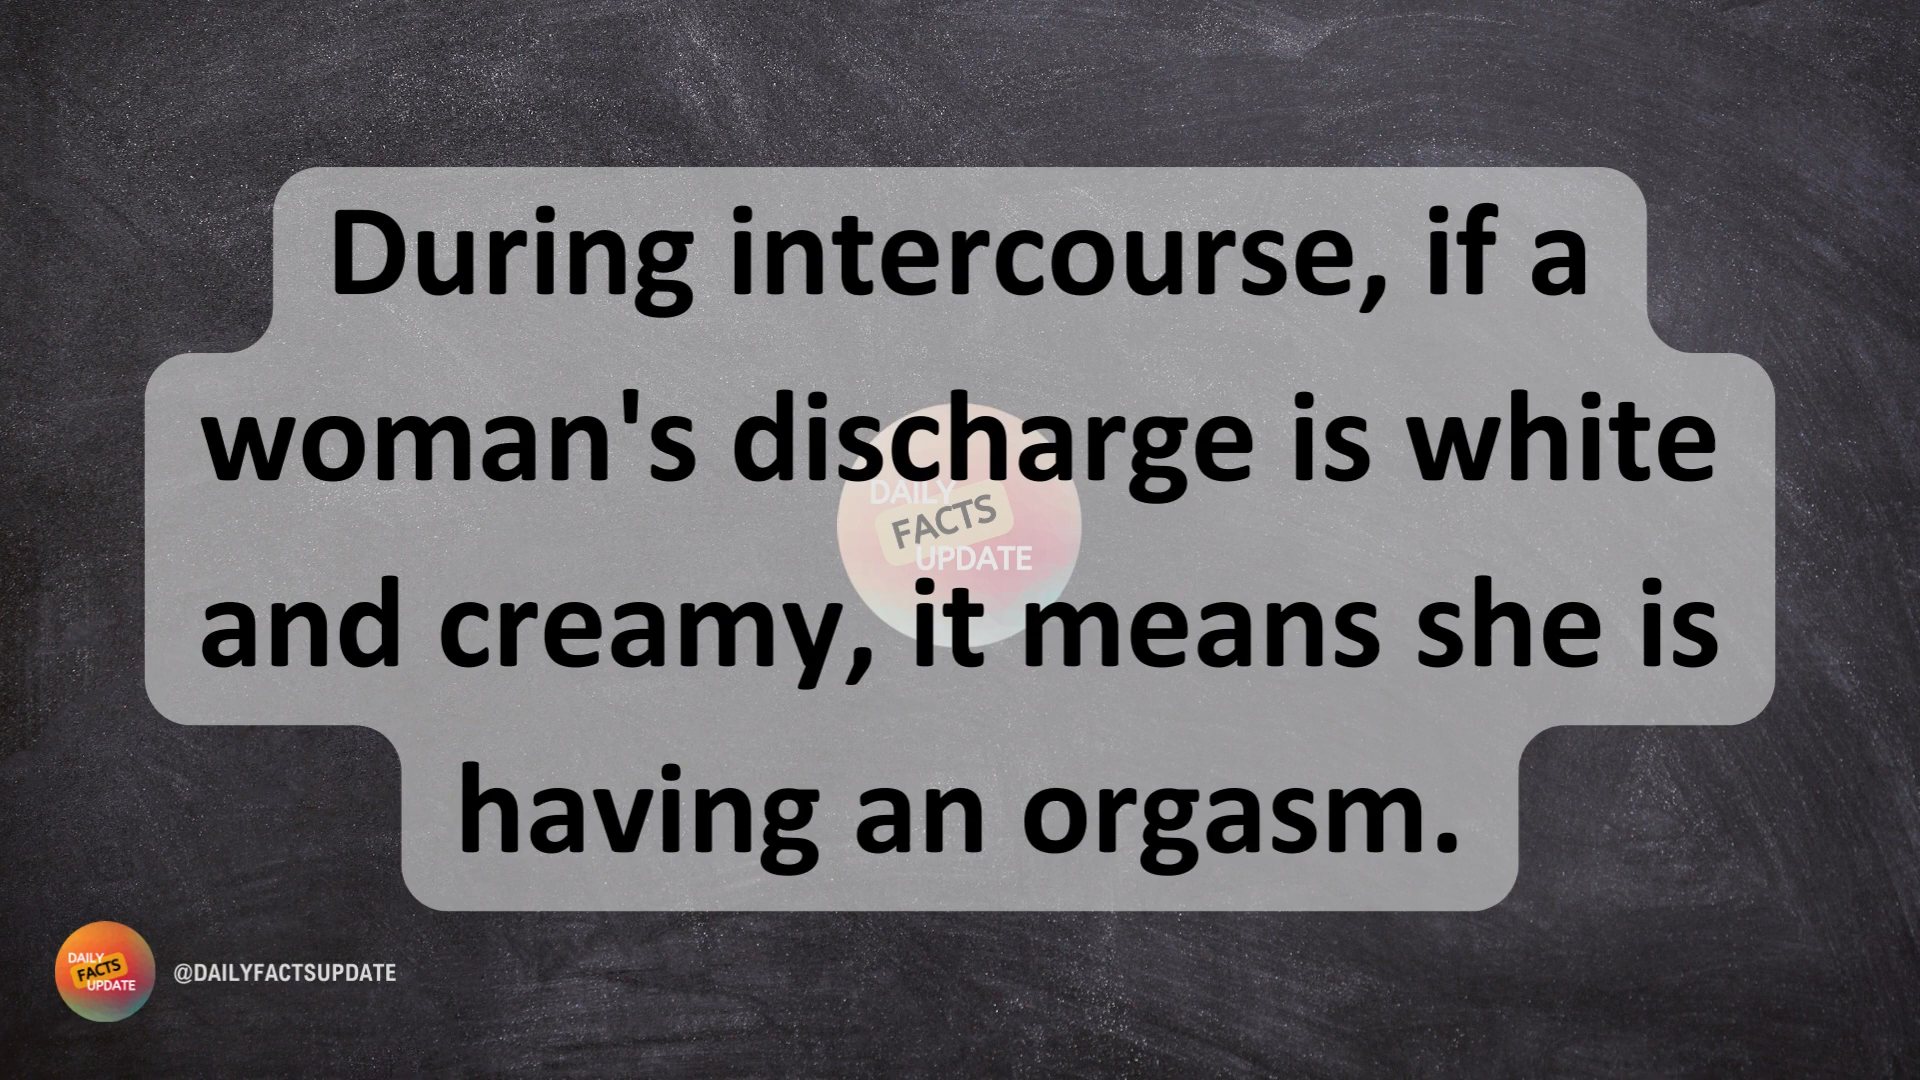 During intercourse, if a
woman's discharge is white
and creamy, it means she is
having an orgasm.
DAILY
FACTS
UPDATE
DAILY
FACTS
UPDATE
@DAILYFACTSUPDATE